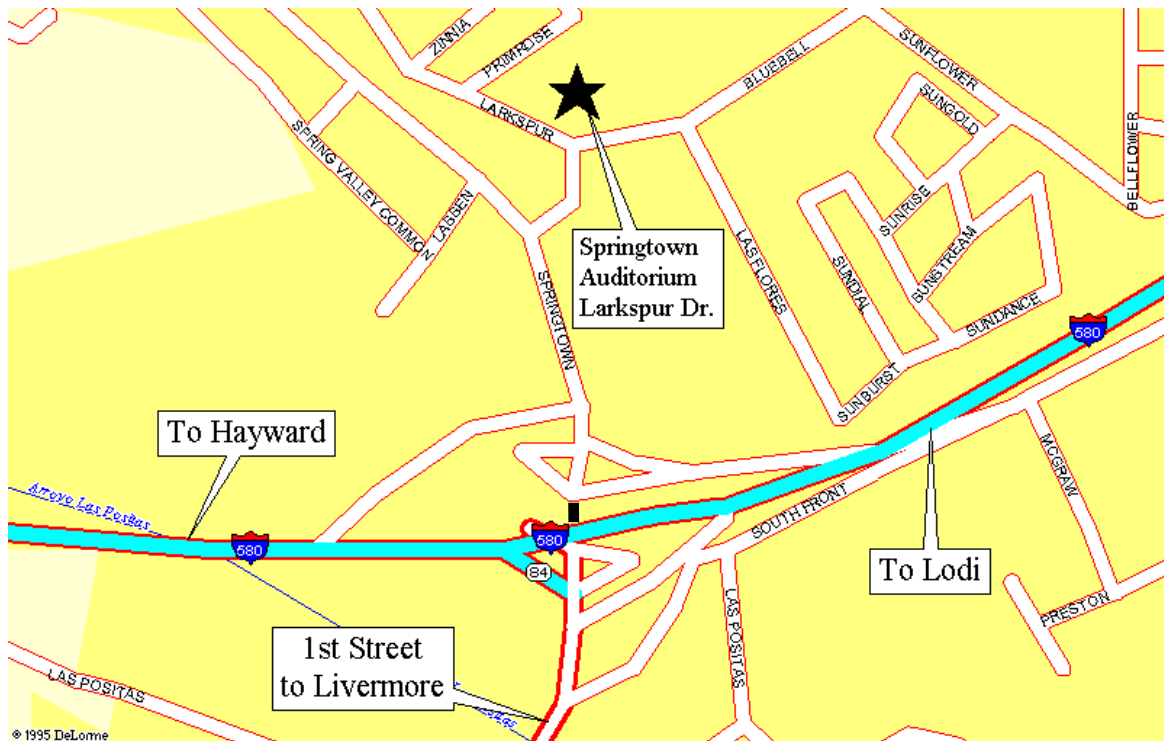 ZINNIA
PRIMROSE
LARKSPUR
BLUEBELL
SUNFLOWER
SUNGOLD
BELLFLOWER
SPRING VALLEY COMMON
LASSEN
SUNRISE
SUNSTREAM
LAS FLORES
SUNDIAL
SUNDANCE
Springtown
Auditorium
Larkspur Dr.
SPRINGTOWN
580
SUNBURST
To Hayward
MCGRAW
Arroyo Las Positas
SOUTH FRONT
580
580
84
To Lodi
LAS POSITAS
PRESTON
1st Street
to Livermore
LAS POSITAS
© 1995 DeLorme